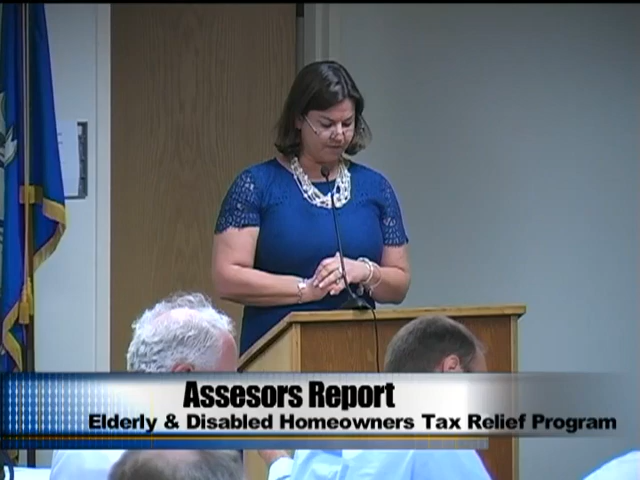 Assesors Report
Elderly & Disabled Homeowners Tax Relief Program